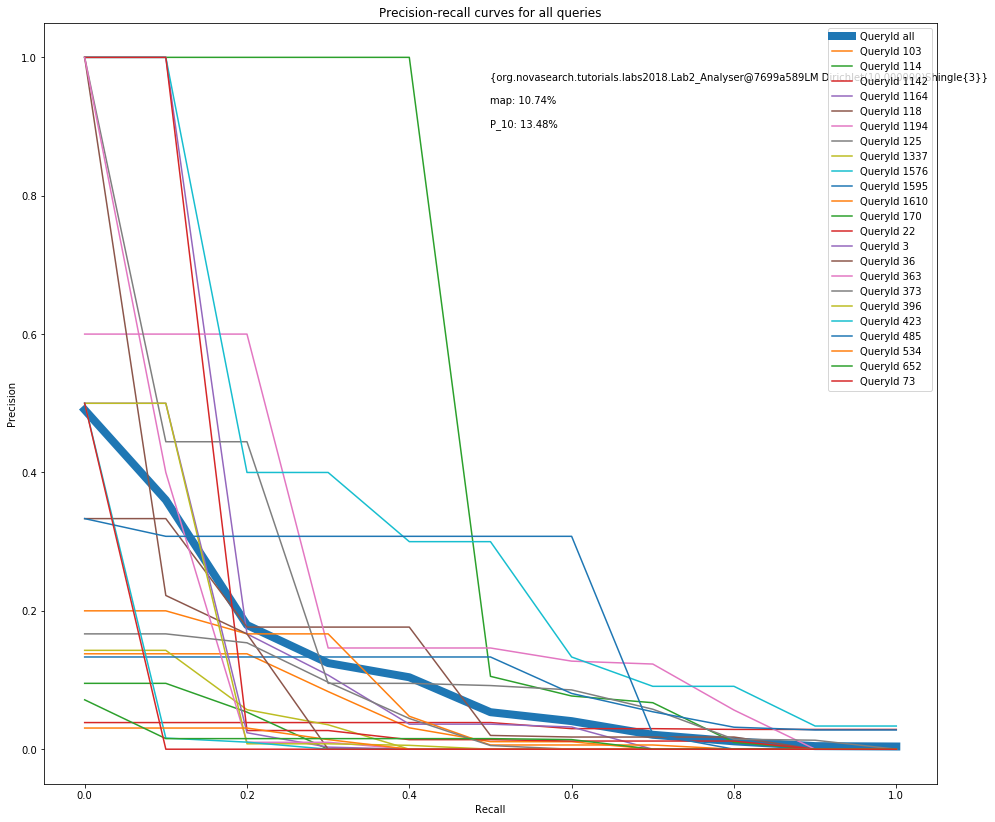 Precision-recall curves for all queries
1.0
0.8
0.6
0.4
0.2
0.0
Precision
0.0
0.2
0.4
0.6
0.8
1.0
Recall
{org.novasearch.tutorials.labs2018.Lab2_Analyser@7699a589LM Dirichlet(10.000000)Shingle{3}}
map: 10.74%
P_10: 13.48%
QueryId all
QueryId 103
QueryId 114
QueryId 1142
QueryId 1164
QueryId 118
QueryId 1194
QueryId 125
QueryId 1337
QueryId 1576
QueryId 1595
QueryId 1610
QueryId 170
QueryId 22
QueryId 3
QueryId 36
QueryId 363
QueryId 373
QueryId 396
QueryId 423
QueryId 485
QueryId 534
QueryId 652
QueryId 73